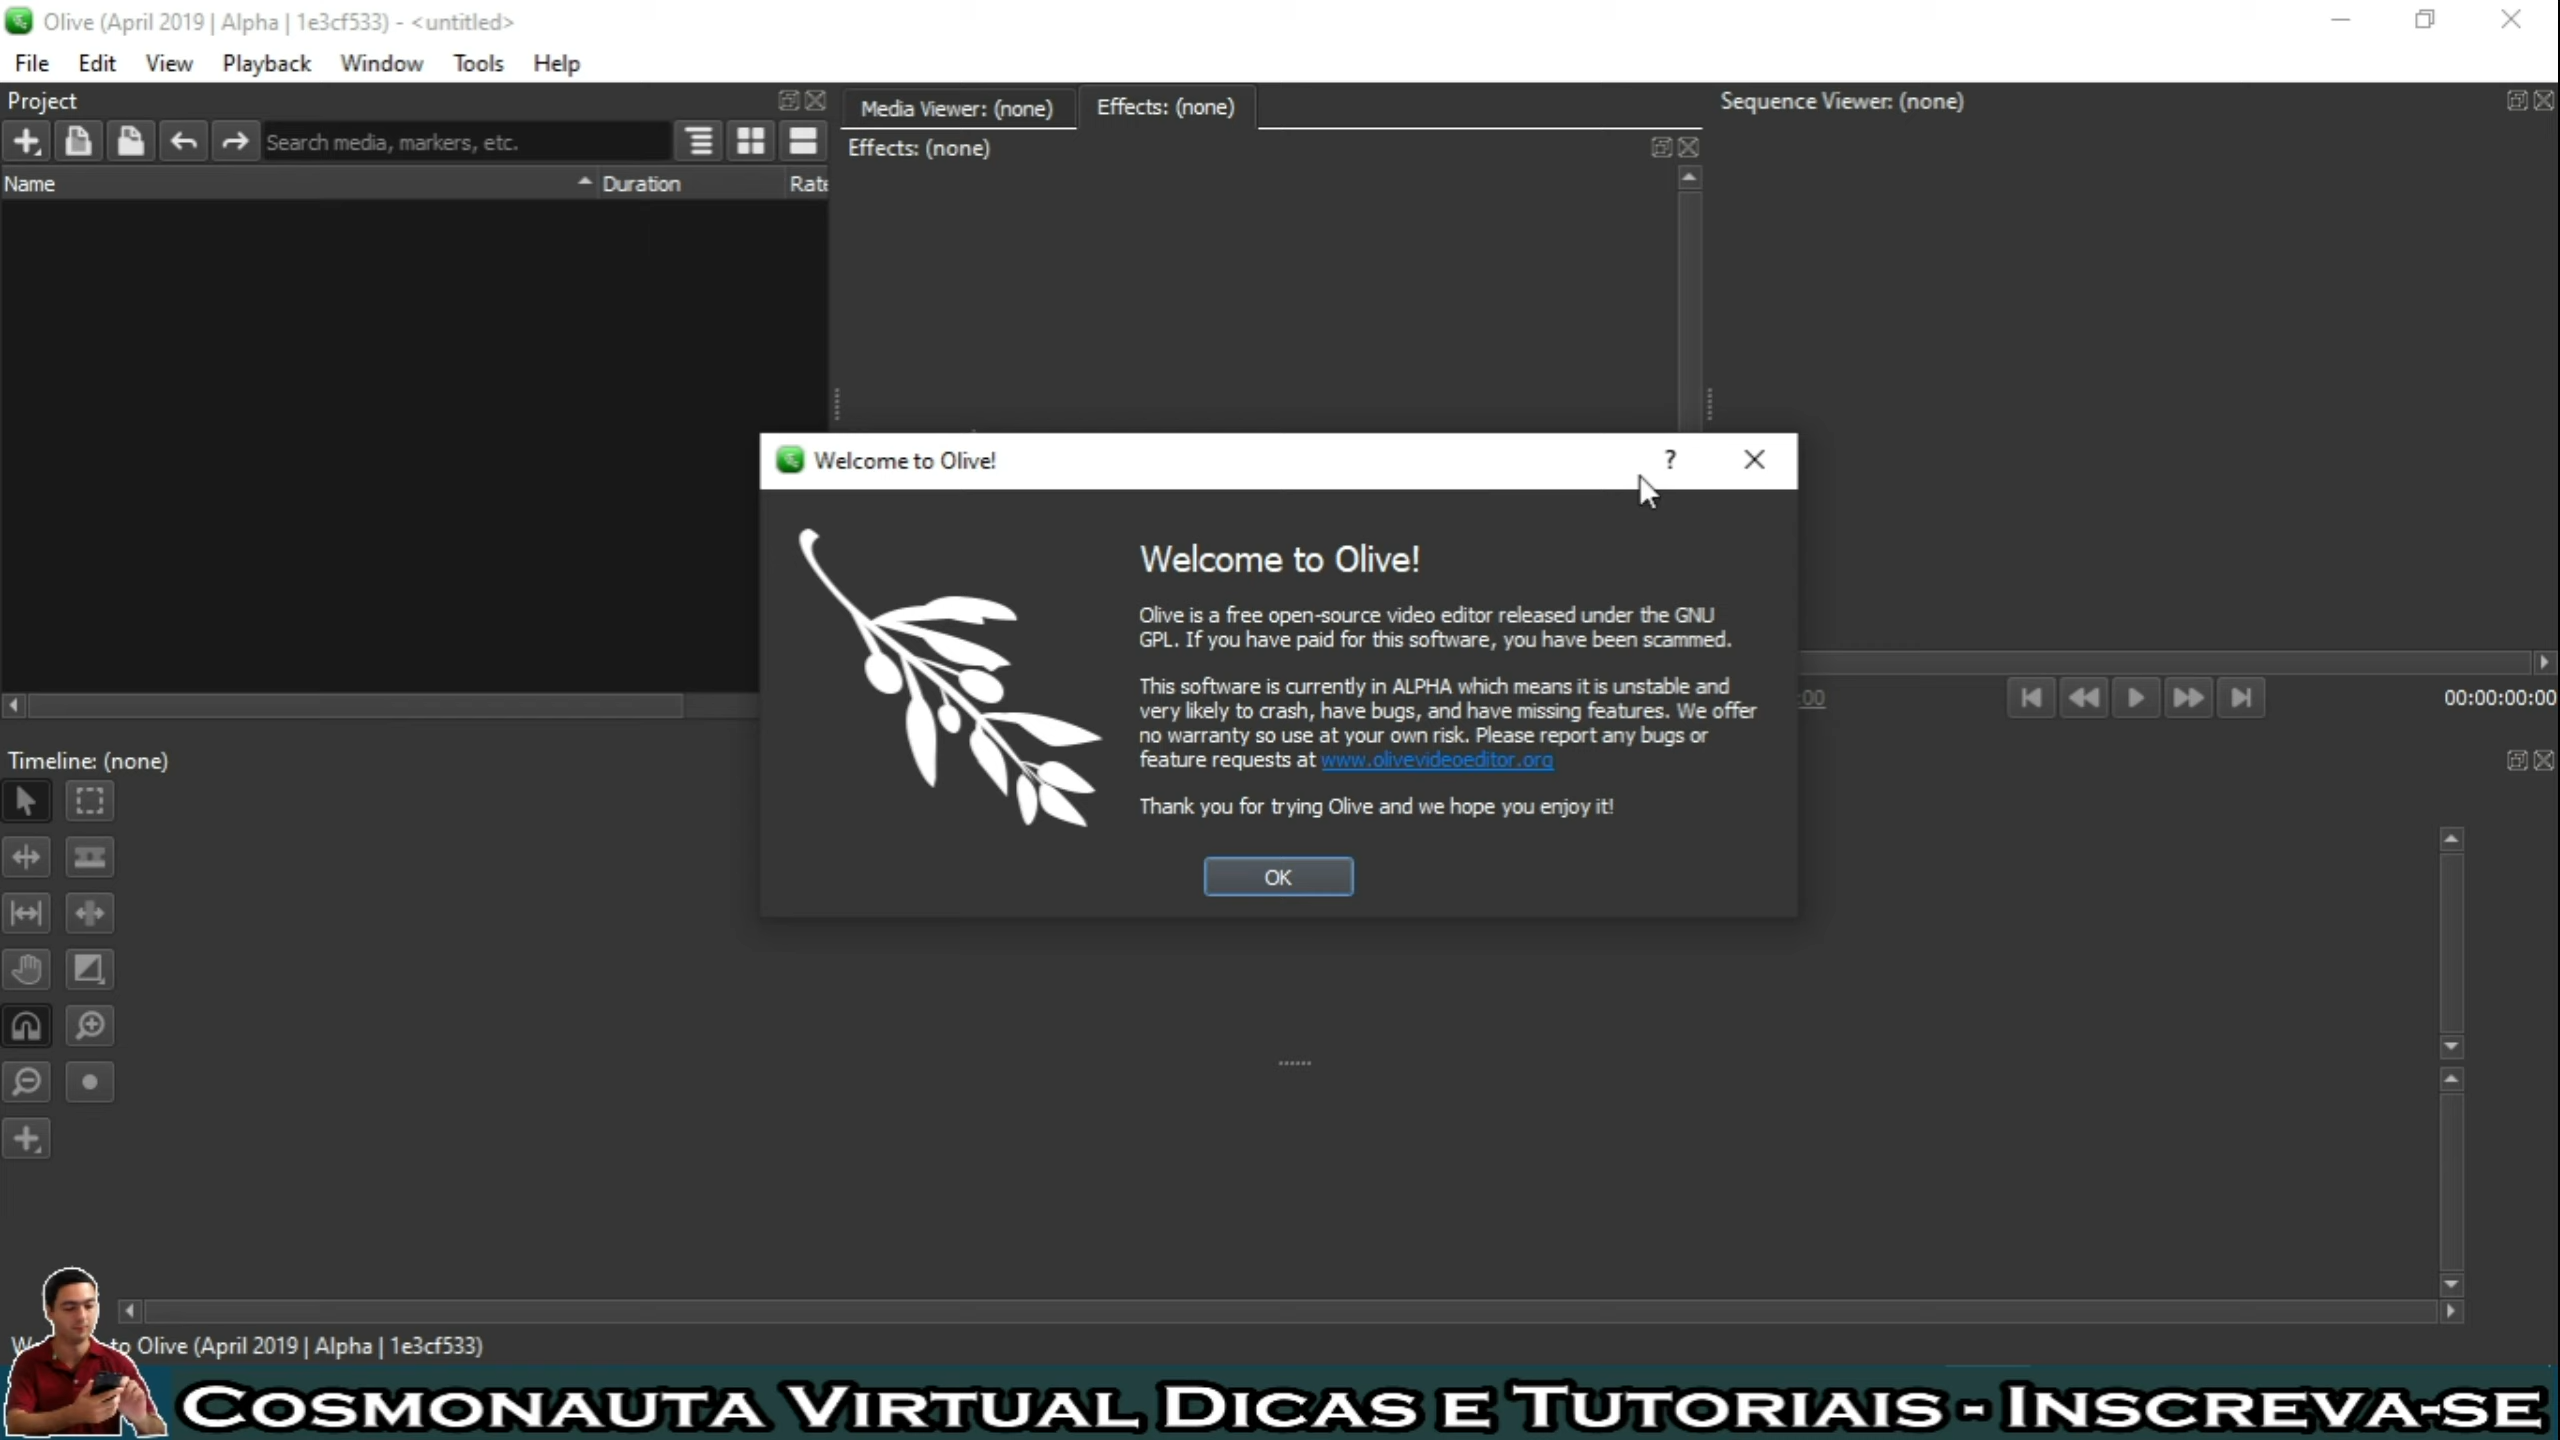 Olive (April 2019 | Alpha | 1e3cf533) - <untitled>
File Edit View Playback Window Tools Help
Project
Search media, markers, etc.
Name Duration Rate
Media Viewer: (none) Effects: (none)
Effects: (none)
Sequence Viewer: (none)
Welcome to Olive!
?
Welcome to Olive!
Olive is a free open-source video editor released under the GNU
GPL. If you have paid for this software, you have been scammed.
This software is currently in ALPHA which means it is unstable and
very likely to crash, have bugs, and have missing features. We offer
no warranty so use at your own risk. Please report any bugs or
feature requests at www.olivevideoeditor.org
Thank you for trying Olive and we hope you enjoy it!
OK
:00
00:00:00:00
Timeline: (none)
to Olive (April 2019 | Alpha | 1e3cf533)
COSMONAUTA VIRTUAL DICAS E TUTORIAIS - INSCREVA-SE